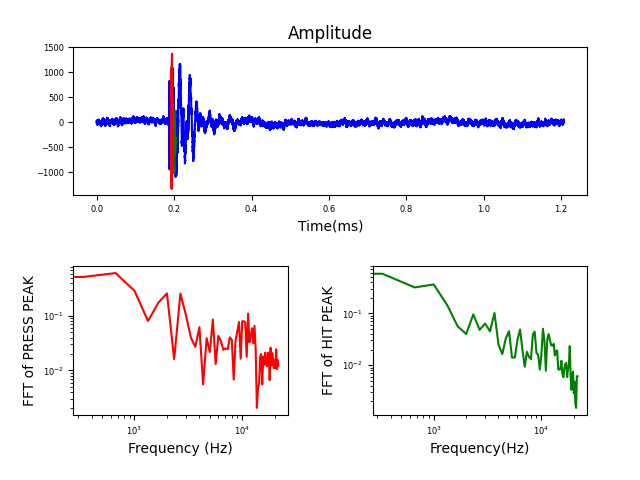 Amplitude
1500
1000
500
0
−500
−1000
0.0 0.2 0.4 0.6 0.8 1.0 1.2
Time(ms)
FFT of PRESS PEAK
10⁻¹
10⁻²
10³ 10⁴
Frequency (Hz)
FFT of HIT PEAK
10⁻¹
10⁻²
10³ 10⁴
Frequency(Hz)